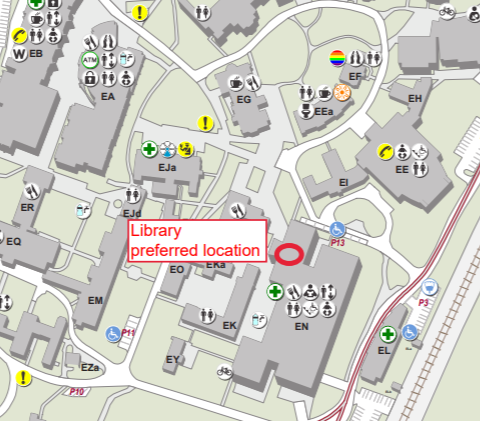 EB
W
ATM
EA
EG
EF
EEa
EH
EE
EI
EJa
EJd
ER
EQ
Library
preferred location
P13
EO
EKa
EM
EK
EN
P5
EL
P11
EY
EZa
P10